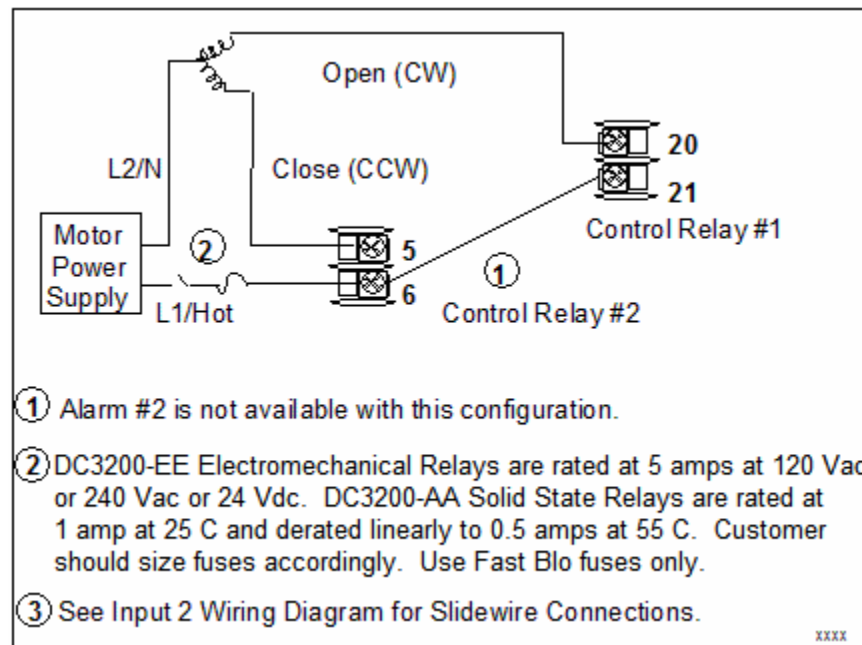 Open (CW)
20
L2/N
Close (CCW)
21
Motor
Power
Supply
2
5
Control Relay #1
1
6
L1/Hot
Control Relay #2
1 Alarm #2 is not available with this configuration.
2 DC3200-EE Electromechanical Relays are rated at 5 amps at 120 Vac
or 240 Vac or 24 Vdc. DC3200-AA Solid State Relays are rated at
1 amp at 25 C and derated linearly to 0.5 amps at 55 C. Customer
should size fuses accordingly. Use Fast Blo fuses only.
3 See Input 2 Wiring Diagram for Slidewire Connections.
xxxx